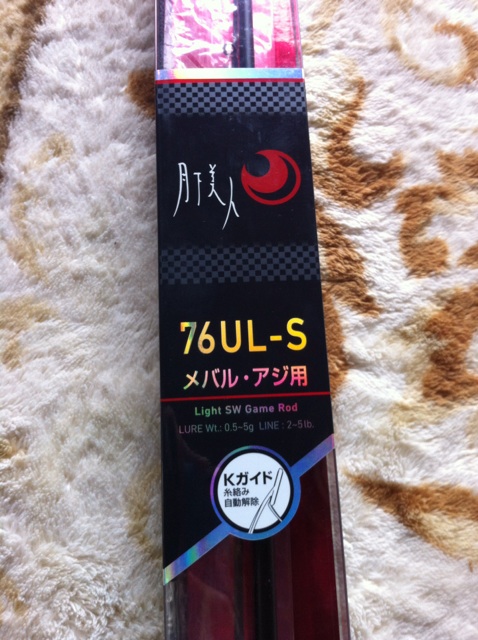 月下美人
76UL-S
メバル・アジ用
Light SW Game Rod
LURE Wt.: 0.5~5g LINE : 2~5lb.
Kガイド
糸絡み
自動解除